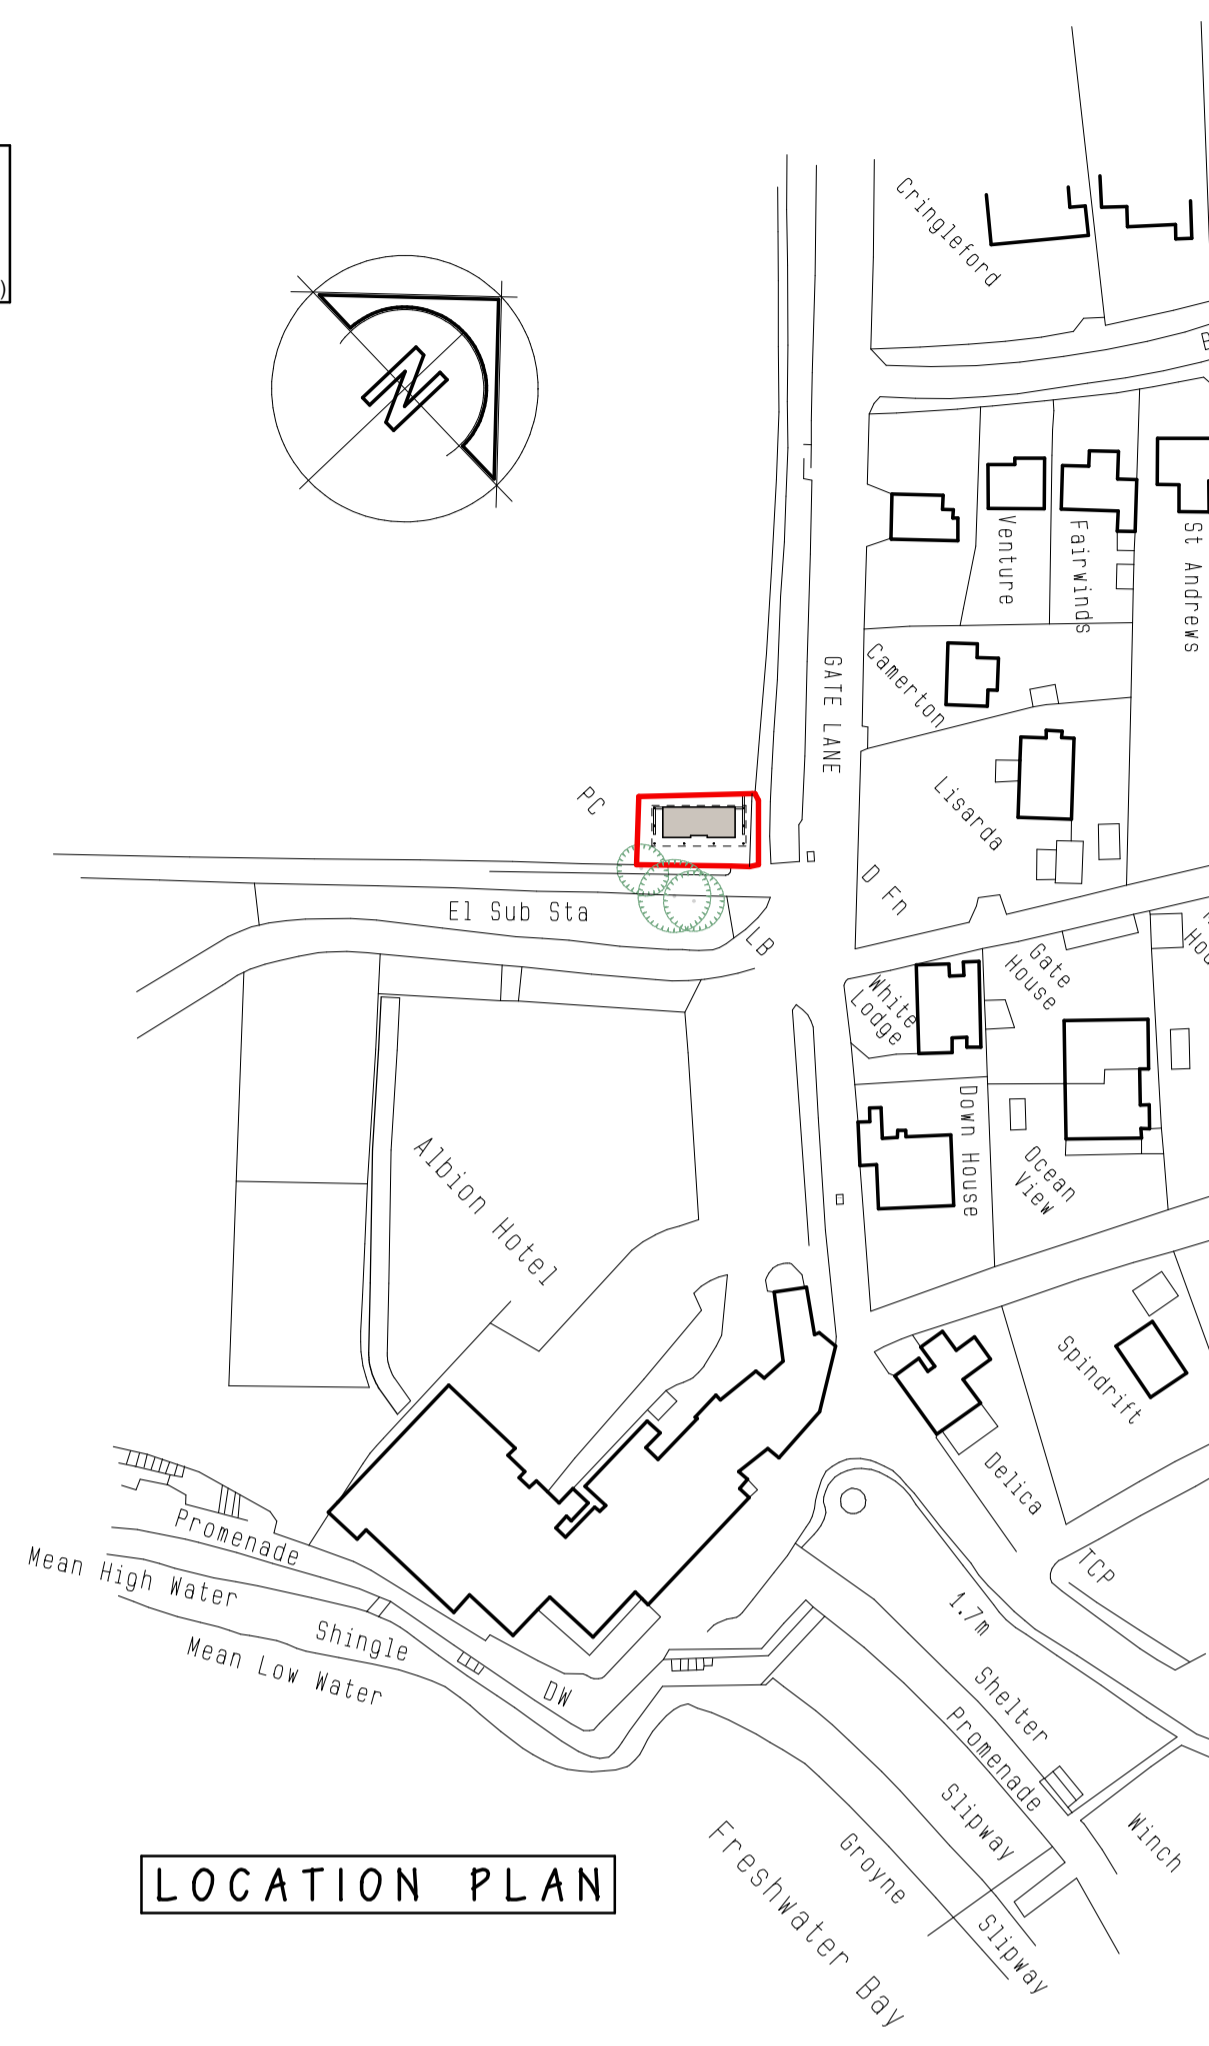 )
N
Cringleford
Venture
Fairwinds
St Andrews
GATE LANE
Camerton
Lisarda
PC
D Fn
El Sub Sta
LB
White
Lodge
Gate
House
Down House
Ocean
View
Albion Hotel
Spindrift
Delica
Promenade
Mean High Water
Shingle
Mean Low Water
DW
TCP
1.7m
Shelter
Promenade
Slipway
Groyne
Winch
Slipway
Freshwater Bay
LOCATION PLAN